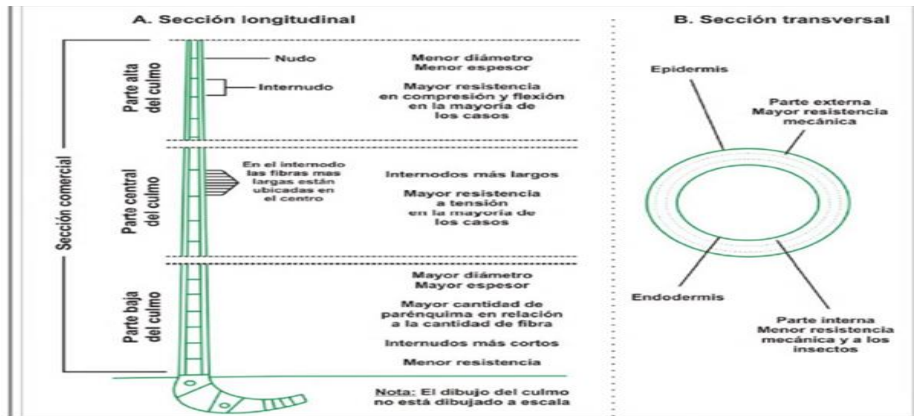 A. Sección longitudinal
Sección comercial
Parte alta
del culmo
Nudo
Internudo
Menor diámetro
Menor espesor
Mayor resistencia
en compresión y flexión
en la mayoría de
los casos
Parte central
del culmo
En el internodo
las fibras mas
largas están
ubicadas en
el centro
Internodos más largos
Mayor resistencia
a tensión
en la mayoría de
los casos
Parte baja
del culmo
Mayor diámetro
Mayor espesor
Mayor cantidad de
parénquima en relación
a la cantidad de fibra
Internudos más cortos
Menor resistencia
Nota: El dibujo del culmo
no está dibujado a escala
B. Sección transversal
Epidermis
Parte externa
Mayor resistencia
mecánica
Endodermis
Parte interna
Menor resistencia
mecánica y a los
insectos